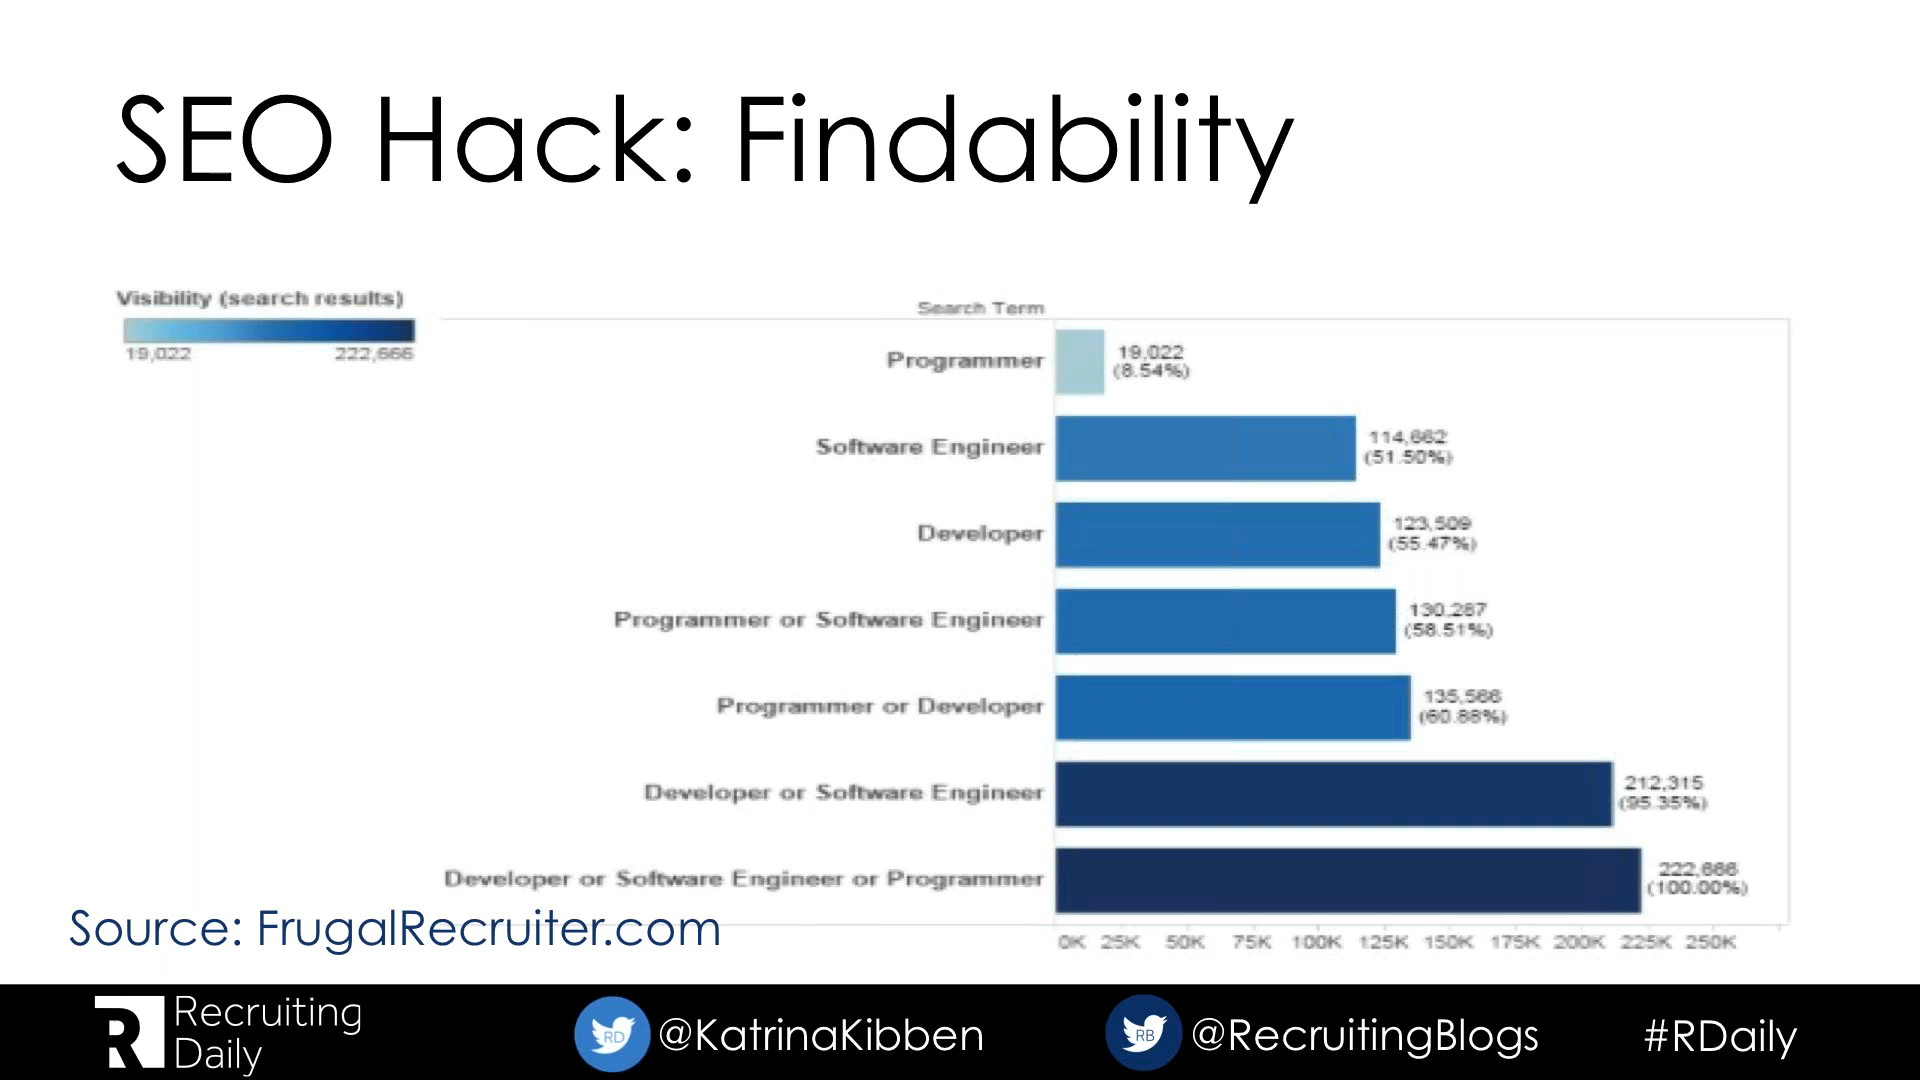 SEO Hack: Findability
Visibility (search results)
19,022 222,666
Search Term
Programmer
19,022
(8.54%)
Software Engineer
114,662
(51.50%)
Developer
123,509
(55.47%)
Programmer or Software Engineer
130,287
(58.51%)
Programmer or Developer
135,566
(60.88%)
Developer or Software Engineer
212,315
(95.35%)
Developer or Software Engineer or Programmer
222,666
(100.00%)
0K 25K 50K 75K 100K 125K 150K 175K 200K 225K 250K
Source: FrugalRecruiter.com
R Recruiting
Daily
RD @KatrinaKibben
RB @RecruitingBlogs
#RDaily